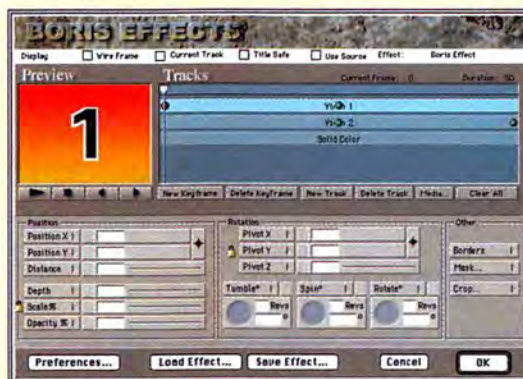 BORIS EFFECTS
Display Wire Frame Current Track Title Safe Use Source Effect: Boris Effect
Preview Tracks Current Frame: 0 Duration: 50
1
1
2
Solid Color
New Keyframe Delete Keyframe New Track Delete Track Media... Clear All
Position Rotation Other
Position X Pivot X
Position Y Pivot Y Borders
Distance Pivot Z Mask...
Depth Tumble° Spin° Rotate° Crop...
Scale% Revs Revs Revs
Opacity % o o o
Preferences... Load Effect... Save Effect... Cancel OK